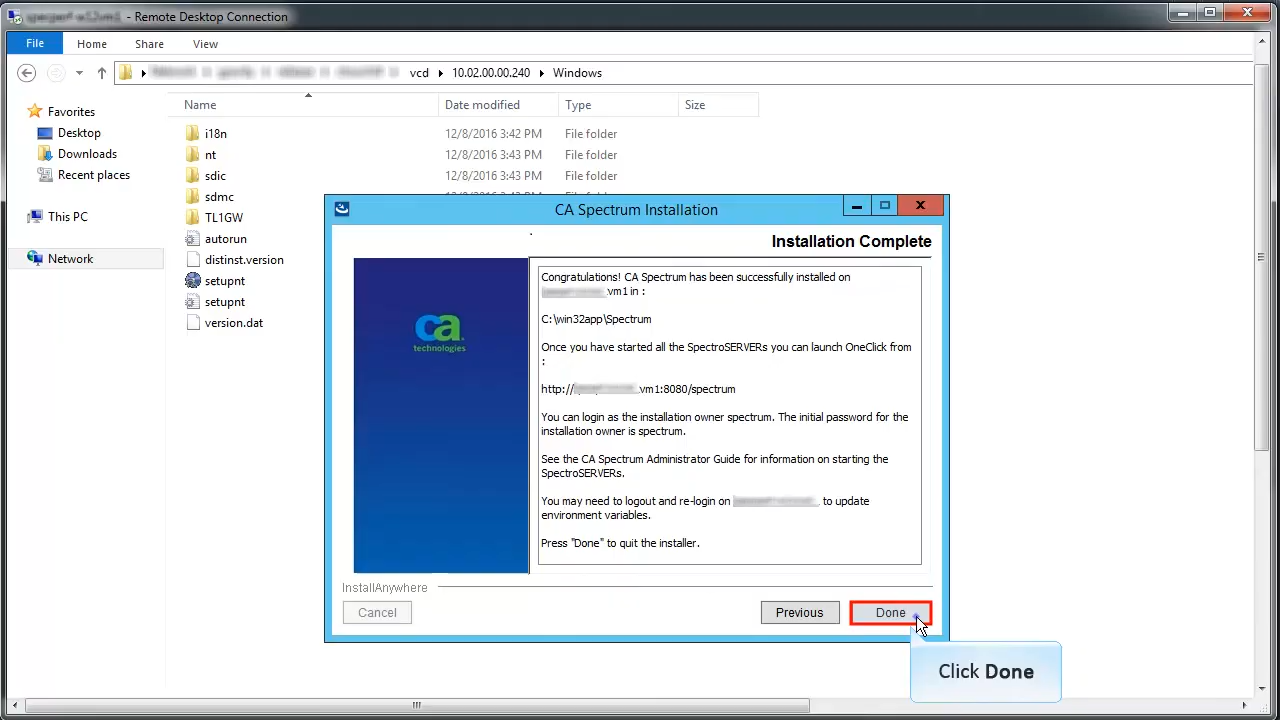 - Remote Desktop Connection
File Home Share View
vcd 10.02.00.00.240 Windows
Favorites
Desktop
Downloads
Recent places
This PC
Network
Name Date modified Type Size
i18n 12/8/2016 3:42 PM File folder
nt 12/8/2016 3:43 PM File folder
sdic 12/8/2016 3:43 PM File folder
sdmc
TL1GW
autorun
distinst.version
setupnt
setupnt
version.dat
CA Spectrum Installation
Installation Complete
ca
technologies
Congratulations! CA Spectrum has been successfully installed on
vm1 in :
C:\win32app\Spectrum
Once you have started all the SpectroSERVERs you can launch OneClick from
:
http:// vm1:8080/spectrum
You can login as the installation owner spectrum. The initial password for the
installation owner is spectrum.
See the CA Spectrum Administrator Guide for information on starting the
SpectroSERVERs.
You may need to logout and re-login on , to update
environment variables.
Press "Done" to quit the installer.
InstallAnywhere
Cancel Previous Done
Click Done